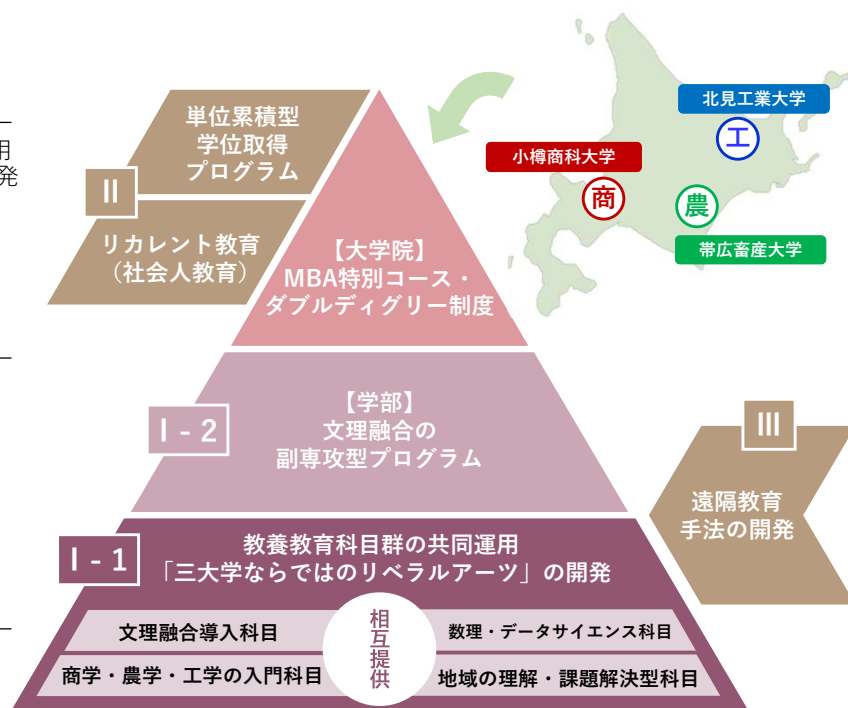 用
発
単位累積型
学位取得
プログラム
II
リカレント教育
（社会人教育）
【大学院】
MBA特別コース・
ダブルディグリー制度
北見工業大学
工
小樽商科大学
商
農
帯広畜産大学
I - 2
【学部】
文理融合の
副専攻型プログラム
III
遠隔教育
手法の開発
I - 1
教養教育科目群の共同運用
「三大学ならではのリベラルアーツ」の開発
文理融合導入科目
商学・農学・工学の入門科目
相互提供
数理・データサイエンス科目
地域の理解・課題解決型科目